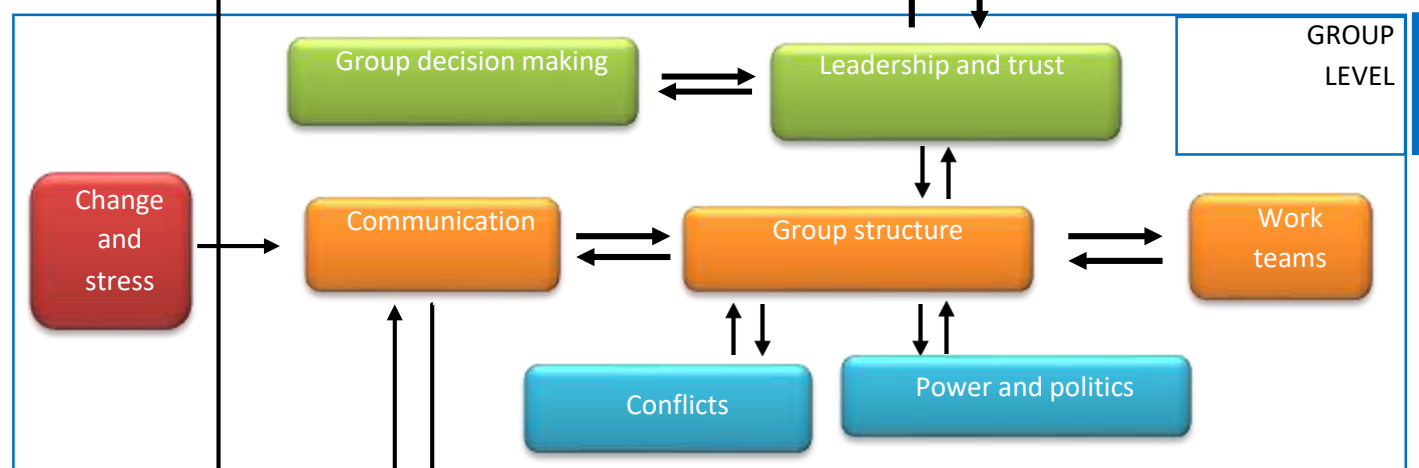 GROUP
LEVEL
Group decision making
Leadership and trust
Change
and
stress
Communication
Group structure
Work
teams
Conflicts
Power and politics